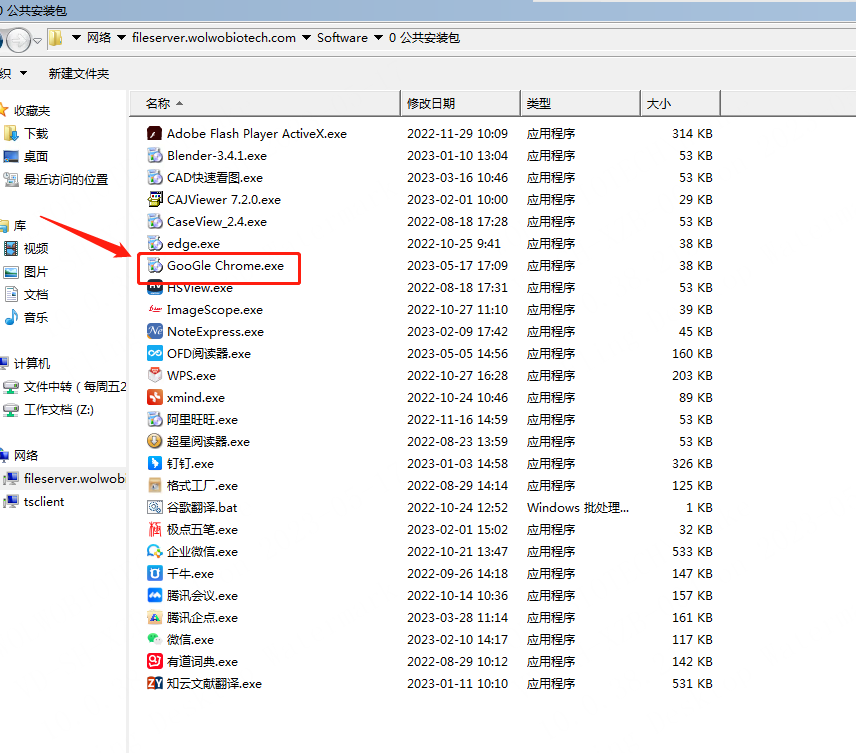 0 公共安装包
网络 fileserver.wolwobiotech.com Software 0 公共安装包
织 新建文件夹
收藏夹
下载
桌面
最近访问的位置
库
视频
图片
文档
音乐
计算机
文件中转（每周五2
工作文档 (Z:)
网络
fileserver.wolwobi
tsclient
名称 修改日期 类型 大小
Adobe Flash Player ActiveX.exe 2022-11-29 10:09 应用程序 314 KB
Blender-3.4.1.exe 2023-01-10 13:04 应用程序 53 KB
CAD快速看图.exe 2023-03-16 10:46 应用程序 53 KB
CAJViewer 7.2.0.exe 2023-02-01 10:00 应用程序 29 KB
CaseView_2.4.exe 2022-08-18 17:28 应用程序 53 KB
edge.exe 2022-10-25 9:41 应用程序 38 KB
GooGle Chrome.exe 2023-05-17 17:09 应用程序 38 KB
HSView.exe 2022-08-18 17:31 应用程序 53 KB
ImageScope.exe 2022-10-27 11:10 应用程序 39 KB
NoteExpress.exe 2023-02-09 17:42 应用程序 45 KB
OFD阅读器.exe 2023-05-05 14:56 应用程序 160 KB
WPS.exe 2022-10-27 16:28 应用程序 203 KB
xmind.exe 2022-10-24 10:46 应用程序 89 KB
阿里旺旺.exe 2022-11-16 14:59 应用程序 53 KB
超星阅读器.exe 2022-08-23 13:59 应用程序 53 KB
钉钉.exe 2023-01-03 14:58 应用程序 326 KB
格式工厂.exe 2022-08-29 14:14 应用程序 125 KB
谷歌翻译.bat 2022-10-24 12:52 Windows 批处理... 1 KB
极点五笔.exe 2023-02-01 15:02 应用程序 32 KB
企业微信.exe 2022-10-21 13:47 应用程序 533 KB
千牛.exe 2022-09-26 14:18 应用程序 147 KB
腾讯会议.exe 2022-10-14 10:36 应用程序 157 KB
腾讯企点.exe 2023-03-28 11:14 应用程序 161 KB
微信.exe 2023-02-10 14:17 应用程序 117 KB
有道词典.exe 2022-08-29 10:12 应用程序 142 KB
知云文献翻译.exe 2023-01-11 10:10 应用程序 531 KB